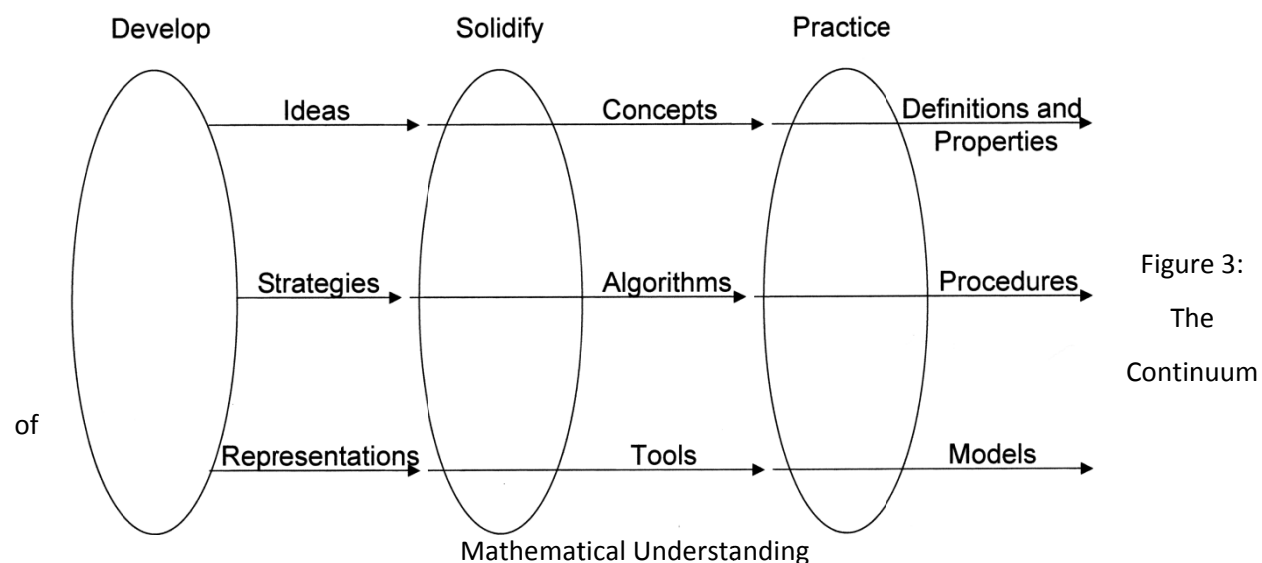 Develop Solidify Practice
Ideas Concepts Definitions and
Properties
Strategies Algorithms Procedures
Representations Tools Models
Figure 3:
The
Continuum
of
Mathematical Understanding